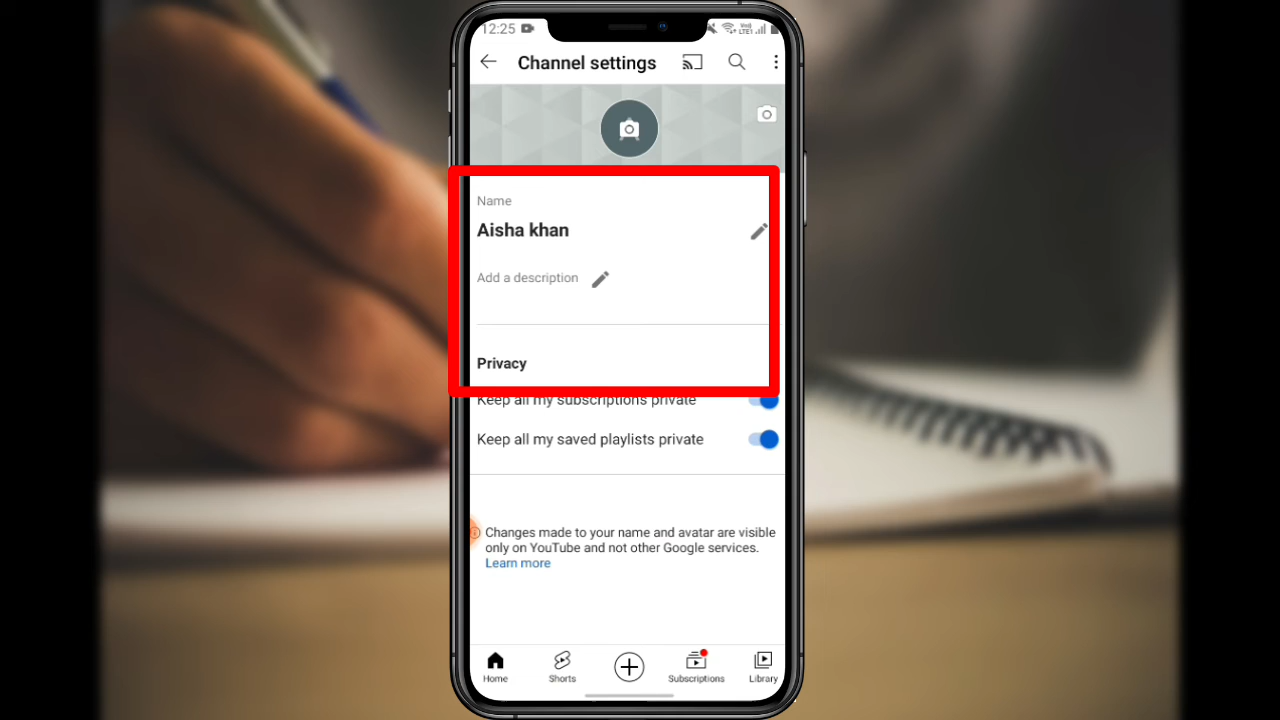 12:25
Channel settings
Name
Aisha khan
Add a description
Privacy
Keep all my subscriptions private
Keep all my saved playlists private
Changes made to your name and avatar are visible
only on YouTube and not other Google services.
Learn more
Home Shorts Subscriptions Library